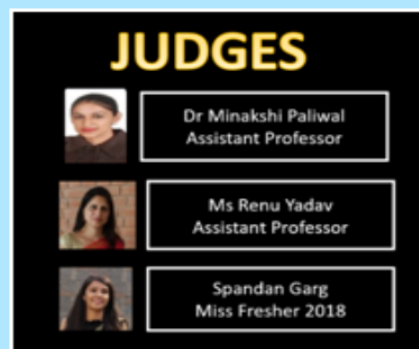 JUDGES
Dr Minakshi Paliwal
Assistant Professor
Ms Renu Yadav
Assistant Professor
Spandan Garg
Miss Fresher 2018